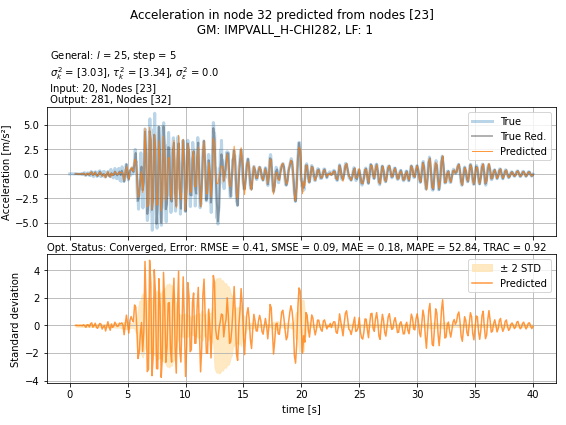 Acceleration in node 32 predicted from nodes [23]
GM: IMPVALL_H-CHI282, LF: 1
General: l = 25, step = 5
σ²ₖ = [3.03], τ²ₖ = [3.34], σ²ε = 0.0
Input: 20, Nodes [23]
Output: 281, Nodes [32]
Acceleration [m/s²]
5.0
2.5
0.0
−2.5
−5.0
True
True Red.
Predicted
Opt. Status: Converged, Error: RMSE = 0.41, SMSE = 0.09, MAE = 0.18, MAPE = 52.84, TRAC = 0.92
Standard deviation
4
2
0
−2
−4
± 2 STD
Predicted
0 5 10 15 20 25 30 35 40
time [s]